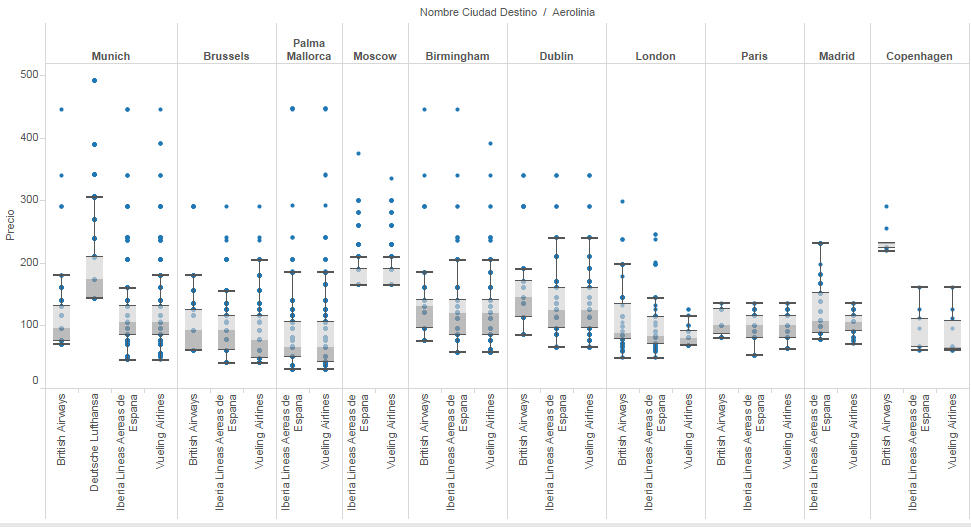 Nombre Ciudad Destino / Aerolinia
Munich
Brussels
Palma
Mallorca
Moscow
Birmingham
Dublin
London
Paris
Madrid
Copenhagen
Precio
500
400
300
200
100
0
British Airways
Deutsche Lufthansa
Iberia Lineas Aereas de
Espana
Vueling Airlines
British Airways
Iberia Lineas Aereas de
Espana
Vueling Airlines
Iberia Lineas Aereas de
Espana
Vueling Airlines
Iberia Lineas Aereas de
Espana
Vueling Airlines
British Airways
Iberia Lineas Aereas de
Espana
Vueling Airlines
British Airways
Iberia Lineas Aereas de
Espana
Vueling Airlines
British Airways
Iberia Lineas Aereas de
Espana
Vueling Airlines
British Airways
Iberia Lineas Aereas de
Espana
Vueling Airlines
Iberia Lineas Aereas de
Espana
Vueling Airlines
British Airways
Iberia Lineas Aereas de
Espana
Vueling Airlines